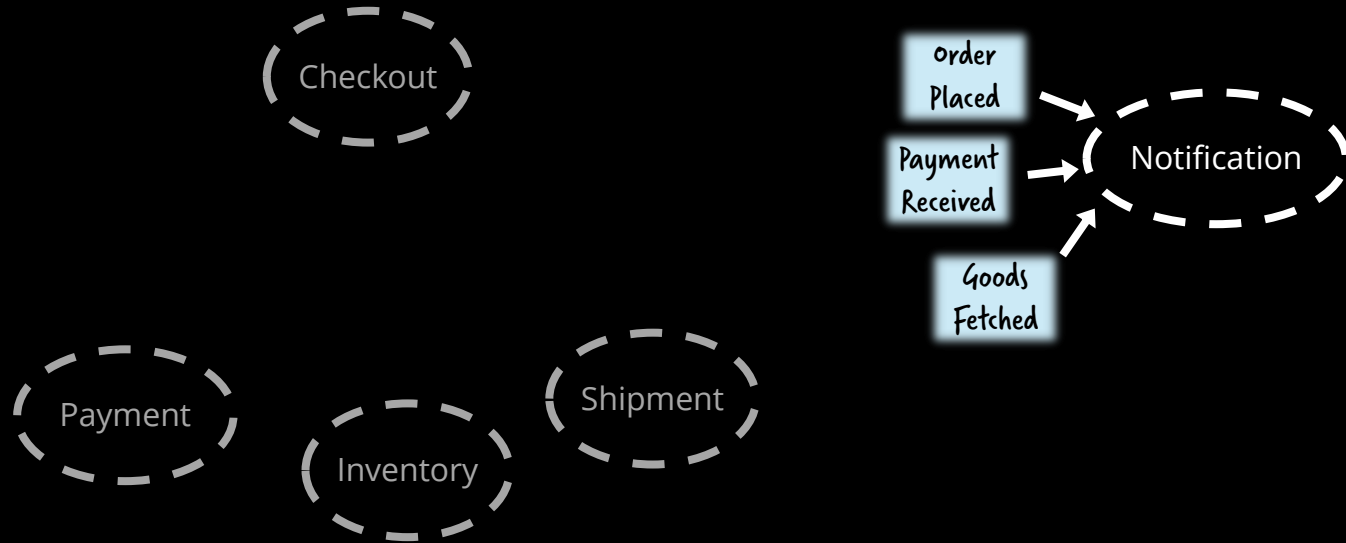 Checkout
Order
Placed
Payment
Received
Notification
Goods
Fetched
Payment
Inventory
Shipment